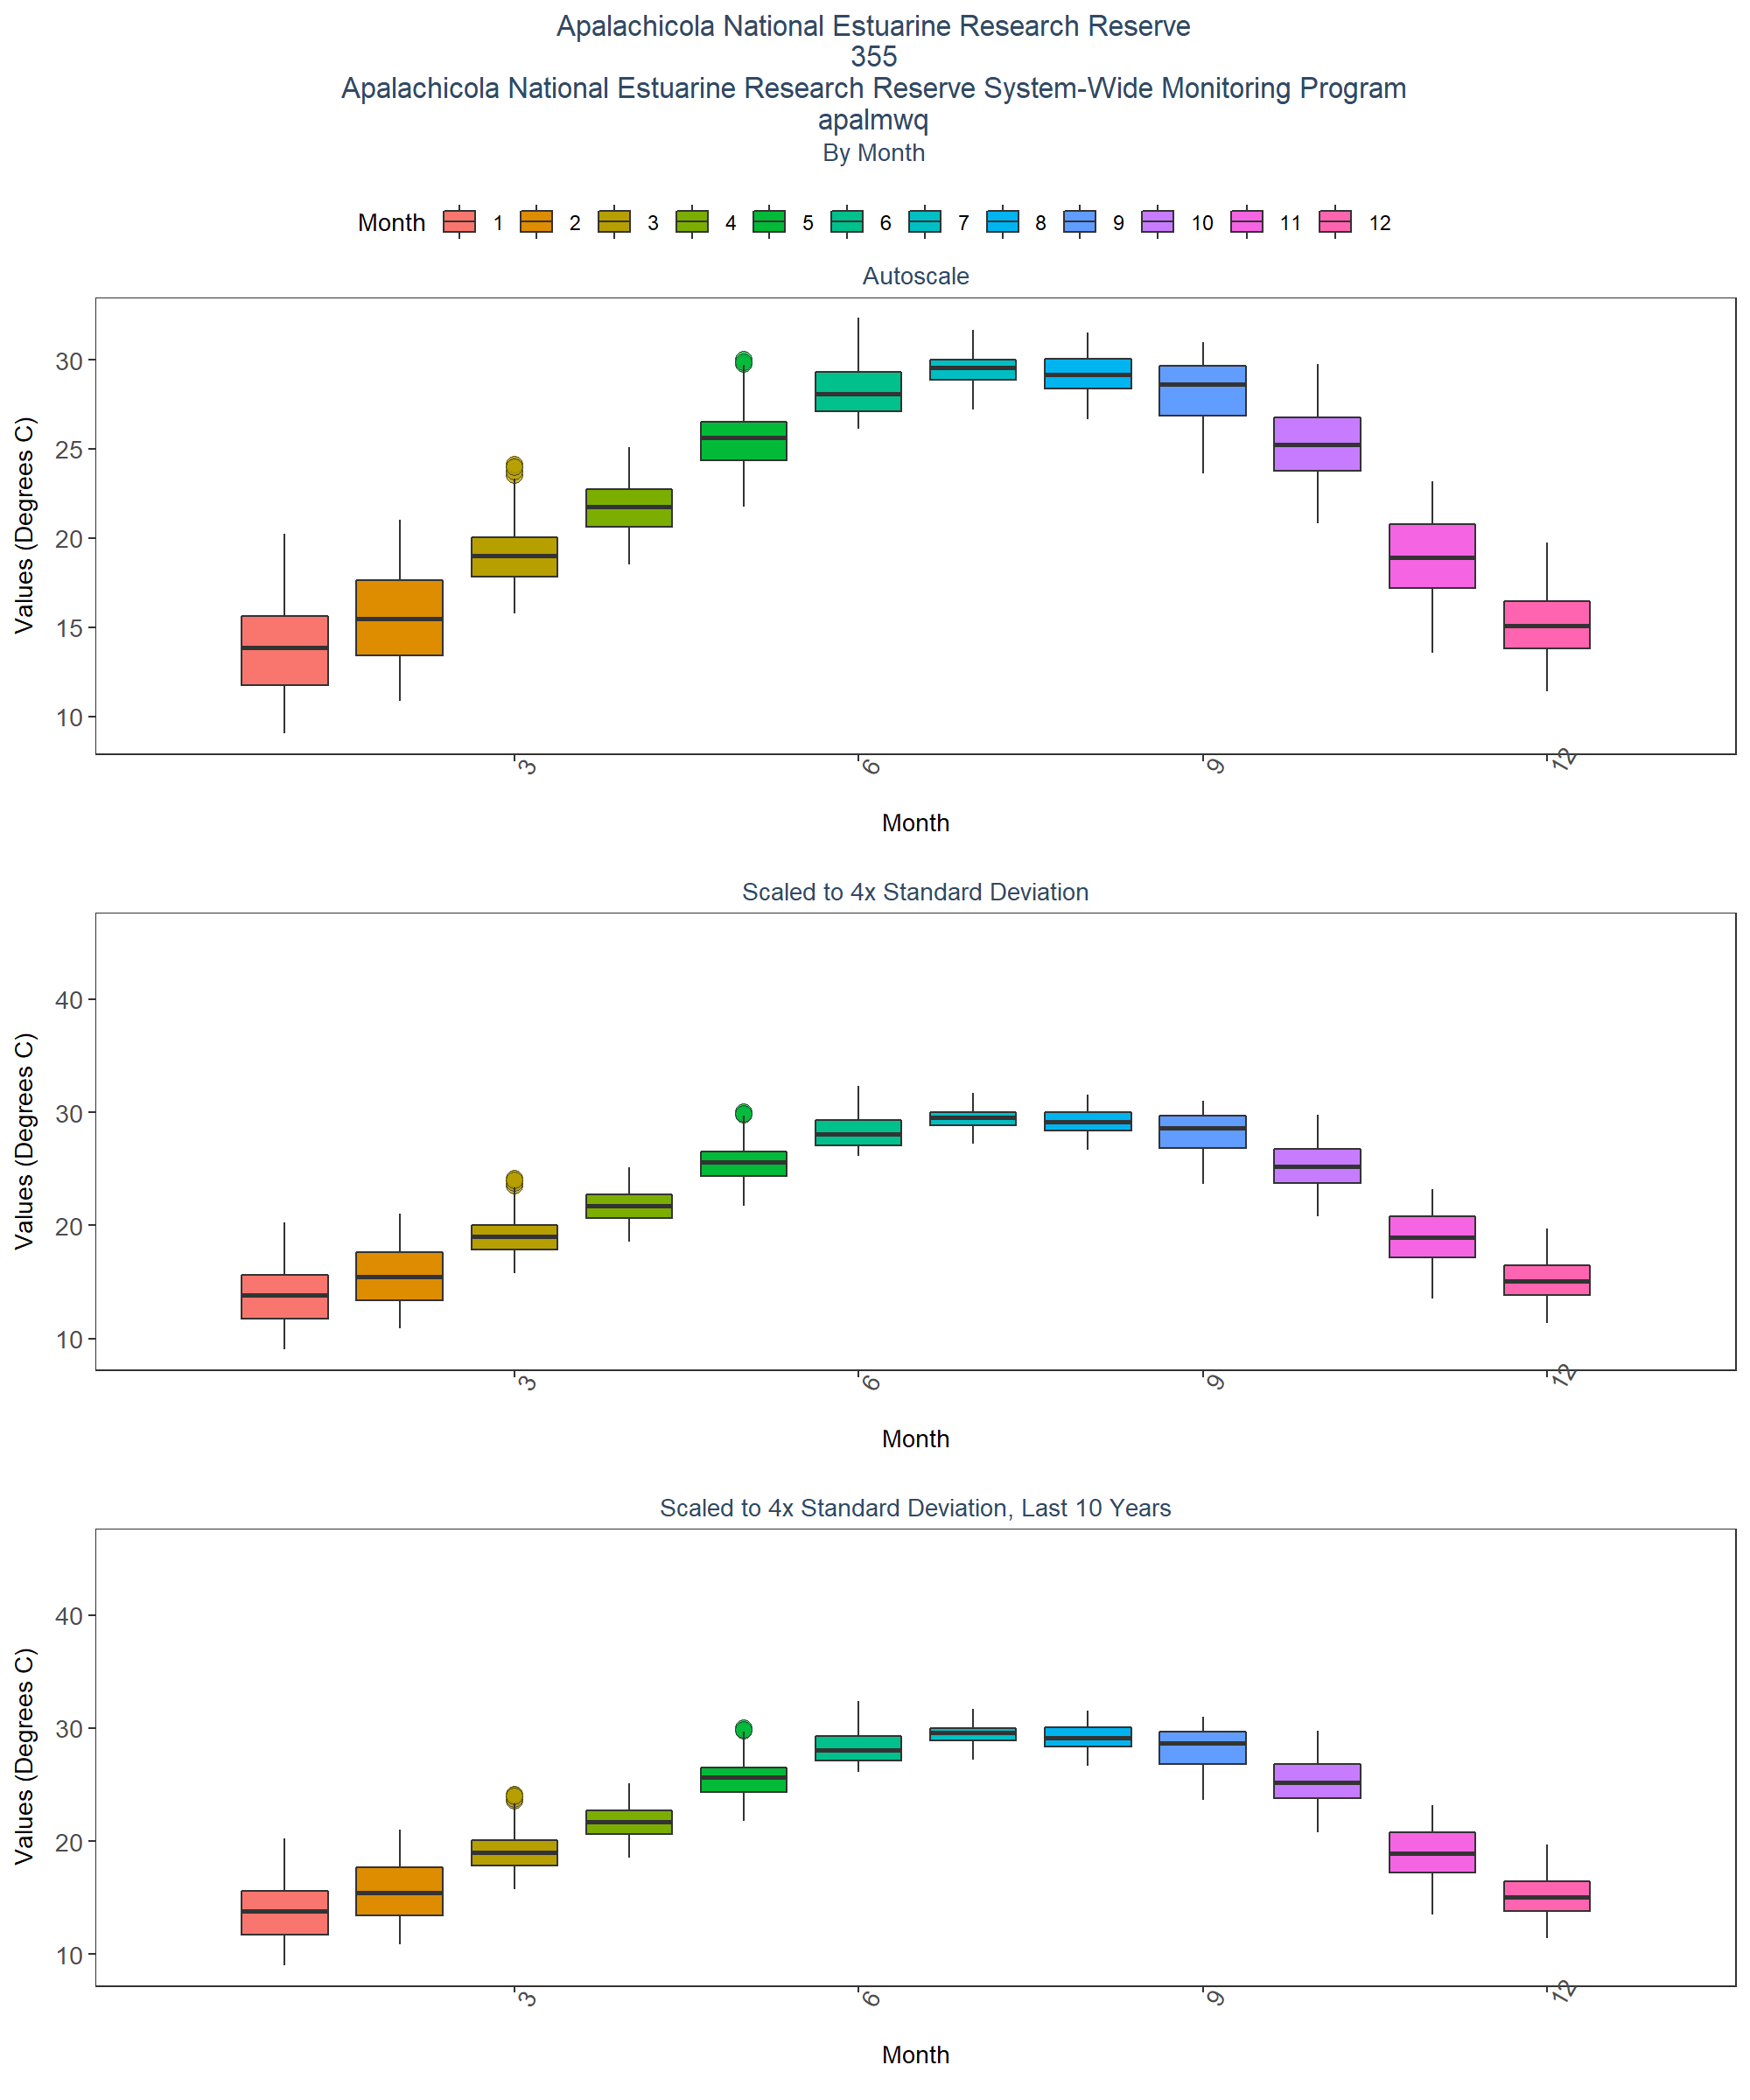 Apalachicola National Estuarine Research Reserve
355
Apalachicola National Estuarine Research Reserve System-Wide Monitoring Program
apalmwq
By Month
Month 1 2 3 4 5 6 7 8 9 10 11 12
Autoscale
Values (Degrees C)
30
25
20
15
10
3 6 9 12
Month
Scaled to 4x Standard Deviation
Values (Degrees C)
40
30
20
10
3 6 9 12
Month
Scaled to 4x Standard Deviation, Last 10 Years
Values (Degrees C)
40
30
20
10
3 6 9 12
Month